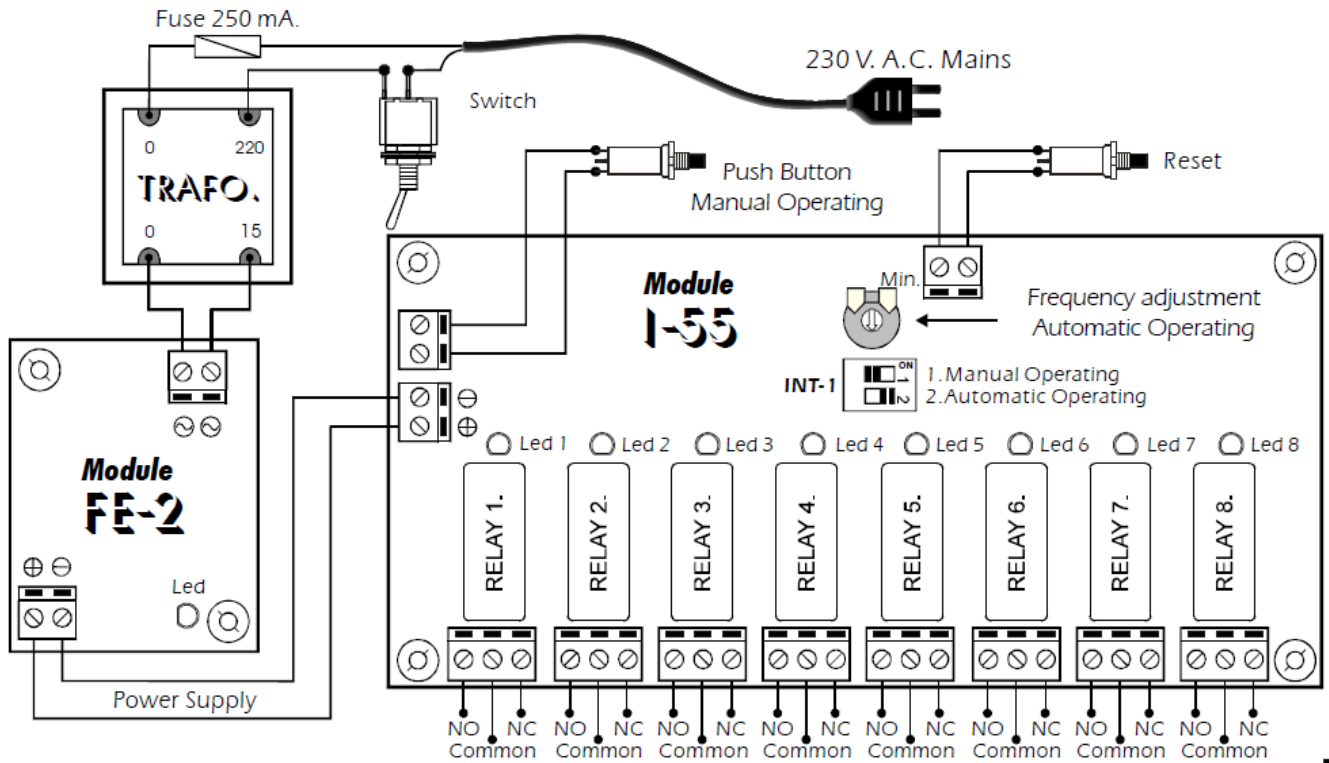 Fuse 250 mA.
230 V. A.C. Mains
Switch
0 220
TRAFO.
0 15
Push Button
Manual Operating
Reset
Module
I-55
Min.
Frequency adjustment
Automatic Operating
INT-1
ON
1
2
1. Manual Operating
2. Automatic Operating
Module
FE-2
Led
Power Supply
Led 1 Led 2 Led 3 Led 4 Led 5 Led 6 Led 7 Led 8
RELAY 1.
RELAY 2.
RELAY 3.
RELAY 4.
RELAY 5.
RELAY 6.
RELAY 7.
RELAY 8.
NO NC NO NC NO NC NO NC NO NC NO NC NO NC NO NC
Common Common Common Common Common Common Common Common